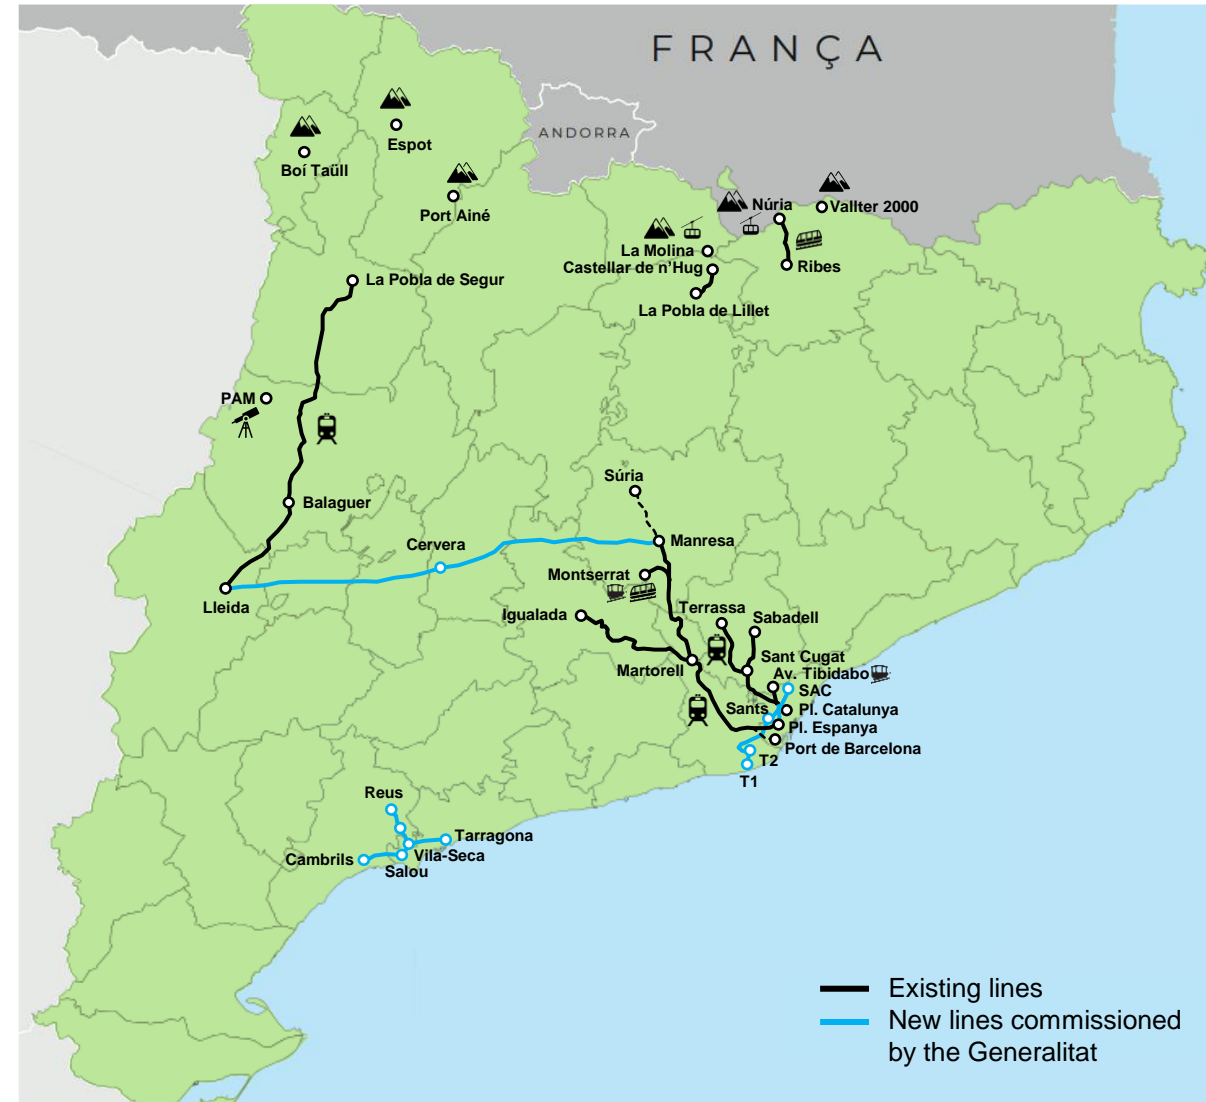 FRANÇA
ANDORRA
Espot
Boí Taüll
Port Ainé
Núria
Vallter 2000
La Molina
Castellar de n'Hug
Ribes
La Pobla de Segur
La Pobla de Lillet
PAM
Súria
Balaguer
Manresa
Cervera
Montserrat
Lleida
Terrassa
Igualada
Sabadell
Sant Cugat
Martorell
Av. Tibidabo
SAC
Sants
Pl. Catalunya
Pl. Espanya
Port de Barcelona
T2
T1
Reus
Tarragona
Cambrils
Vila-Seca
Salou
Existing lines
New lines commissioned
by the Generalitat